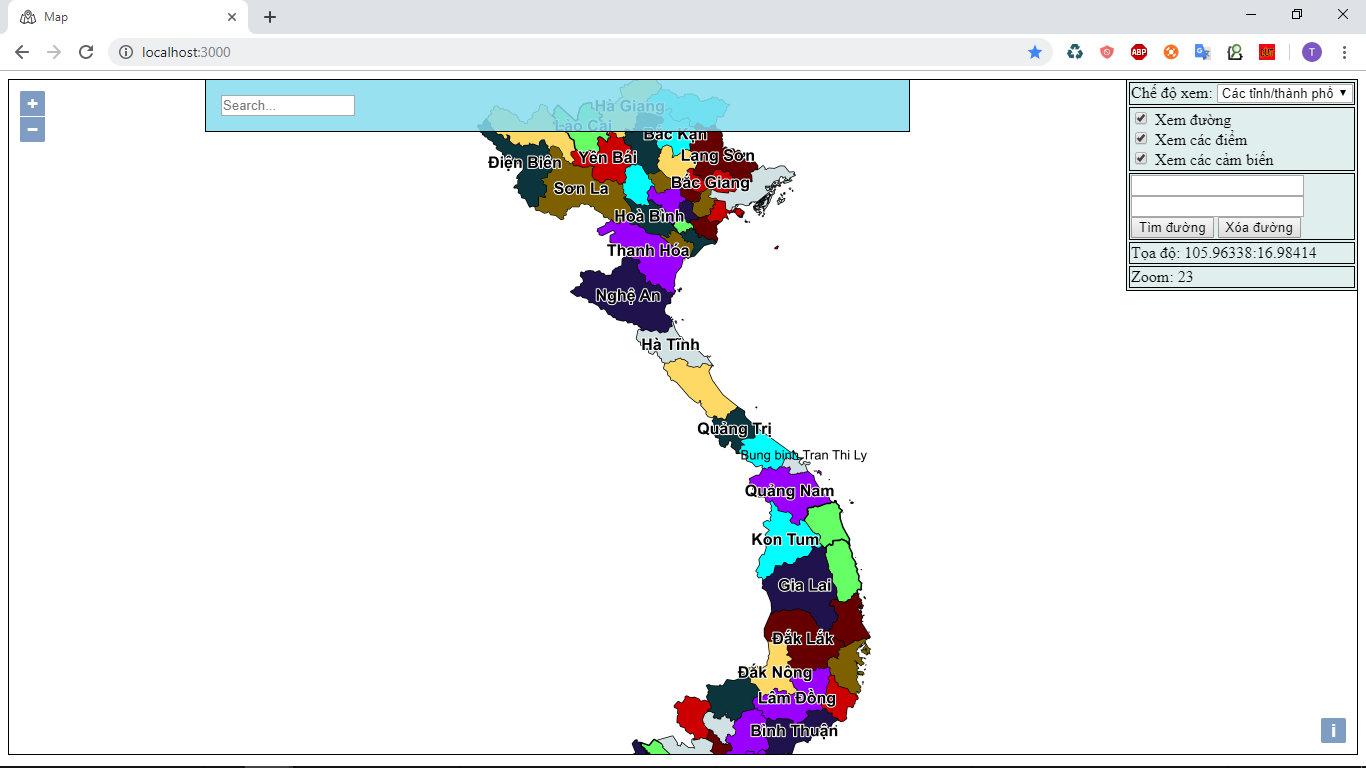 Map
localhost:3000
ABP
T
+
−
Search...
Chế độ xem: Các tỉnh/thành phố
Xem đường
Xem các điểm
Xem các cảm biến
Tìm đường Xóa đường
Tọa độ: 105.96338:16.98414
Zoom: 23
Hà Giang
Lào Cai
Bắc Kạn
Điện Biên
Yên Bái
Lạng Sơn
Sơn La
Bắc Giang
Hoà Bình
Thanh Hóa
Nghệ An
Hà Tĩnh
Quảng Trị
Bung binh Tran Thi Ly
Quảng Nam
Kon Tum
Gia Lai
Đắk Lắk
Đắk Nông
Lâm Đồng
Bình Thuận
i